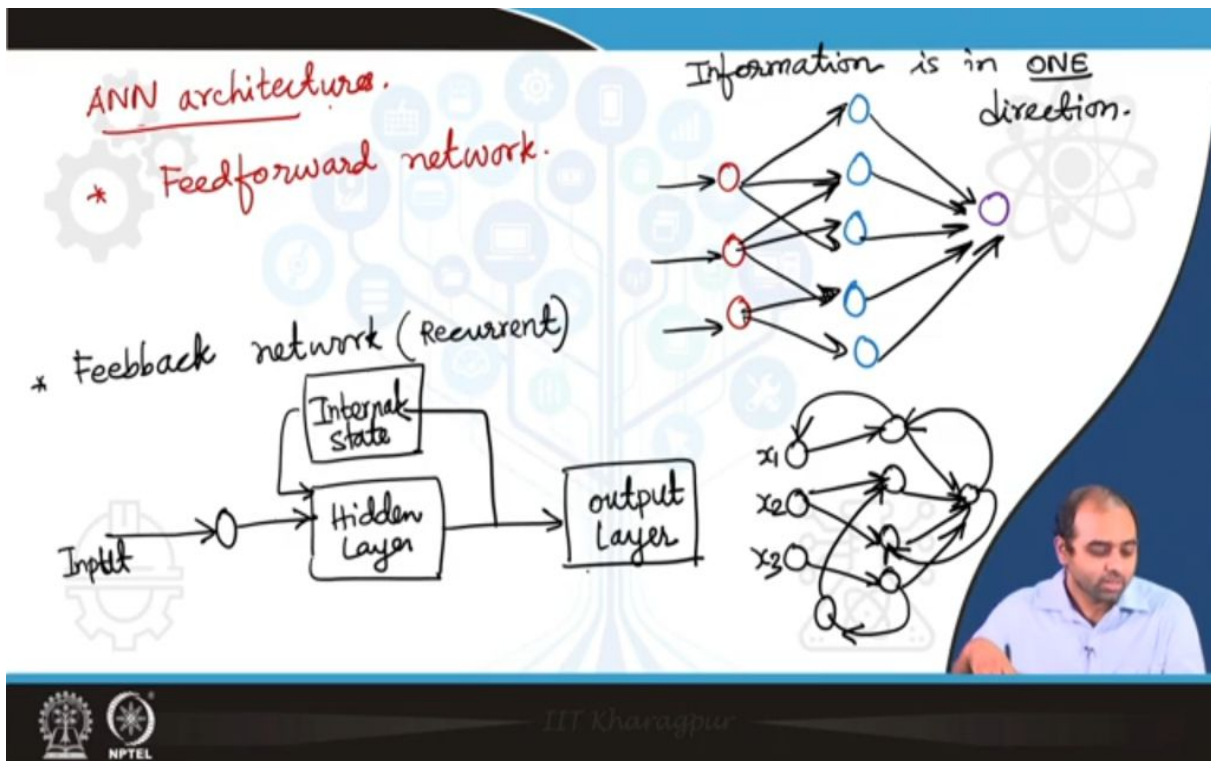 ANN architectures.
* Feedforward network.
Information is in ONE
direction.
* Feebback network (Recurrent)
Internal
state
Hidden
Layer
Input
output
Layer
x1
x2
x3
NPTEL
IIT Kharagpur